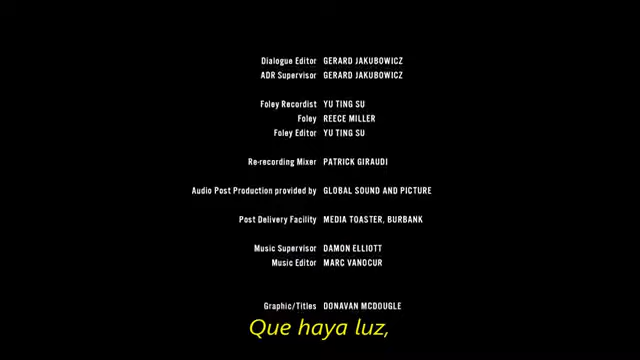 Dialogue Editor GERARD JAKUBOWICZ
ADR Supervisor GERARD JAKUBOWICZ
Foley Recordist YU TING SU
Foley REECE MILLER
Foley Editor YU TING SU
Re-recording Mixer PATRICK GIRAUDI
Audio Post Production provided by GLOBAL SOUND AND PICTURE
Post Delivery Facility MEDIA TOASTER, BURBANK
Music Supervisor DAMON ELLIOTT
Music Editor MARC VANOCUR
Graphic/Titles DONAVAN MCDOUGLE
Que haya luz,